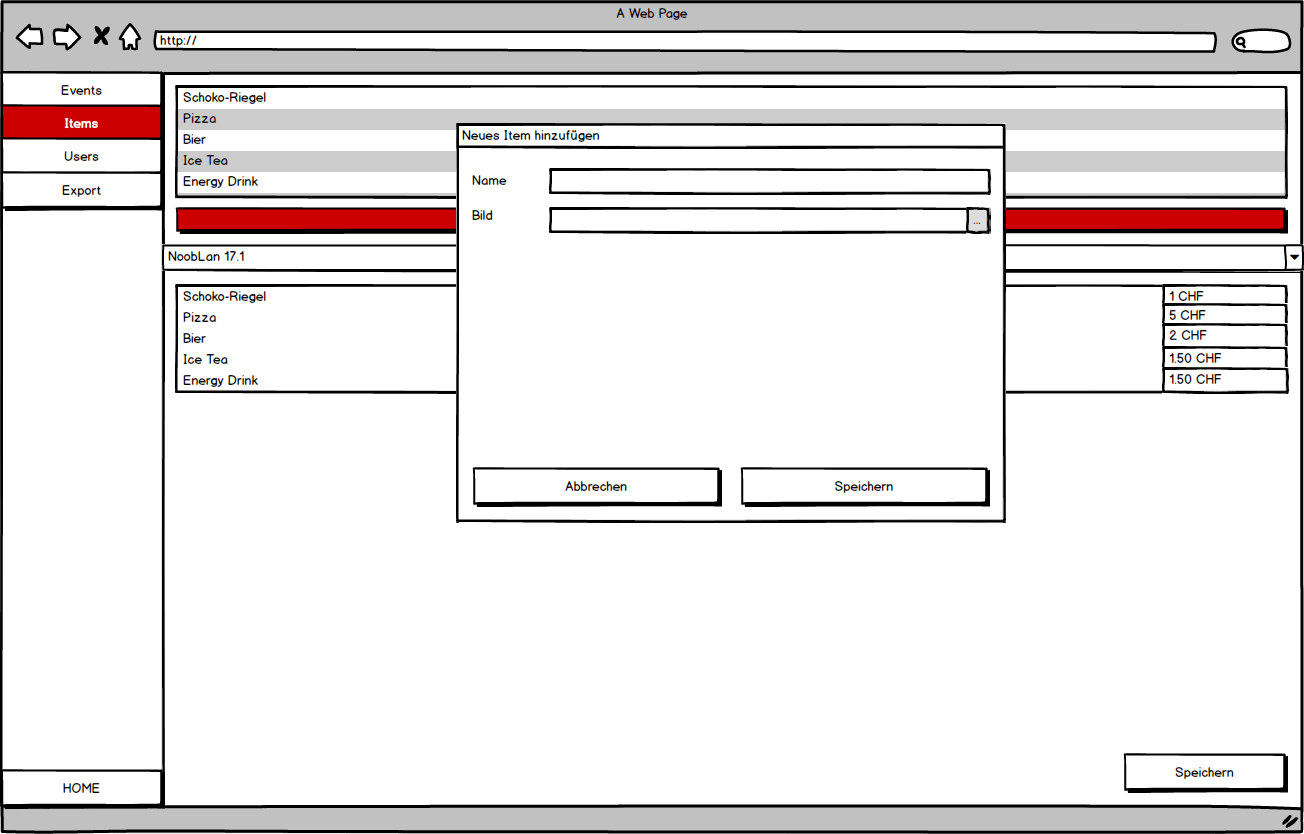 A Web Page
http://
Events
Items
Users
Export
HOME
Schoko-Riegel
Pizza
Bier
Ice Tea
Energy Drink
NoobLan 17.1
Schoko-Riegel
1 CHF
Pizza
5 CHF
Bier
2 CHF
Ice Tea
1.50 CHF
Energy Drink
1.50 CHF
Neues Item hinzufügen
Name
Bild
...
Abbrechen
Speichern
Speichern